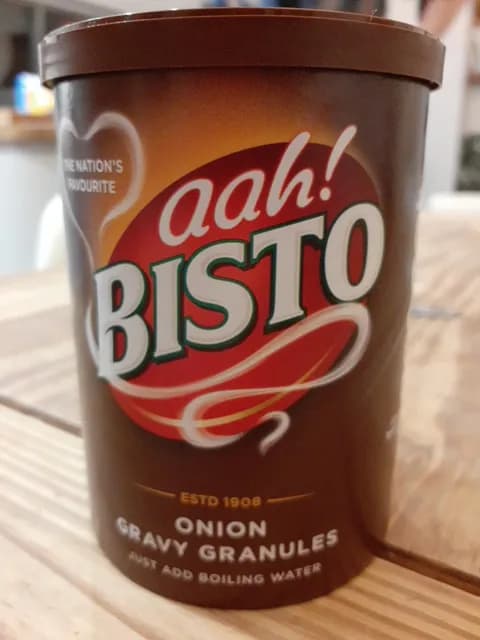 THE NATION'S
FAVOURITE
aah!
BISTO
ESTD 1908
ONION
GRAVY GRANULES
JUST ADD BOILING WATER